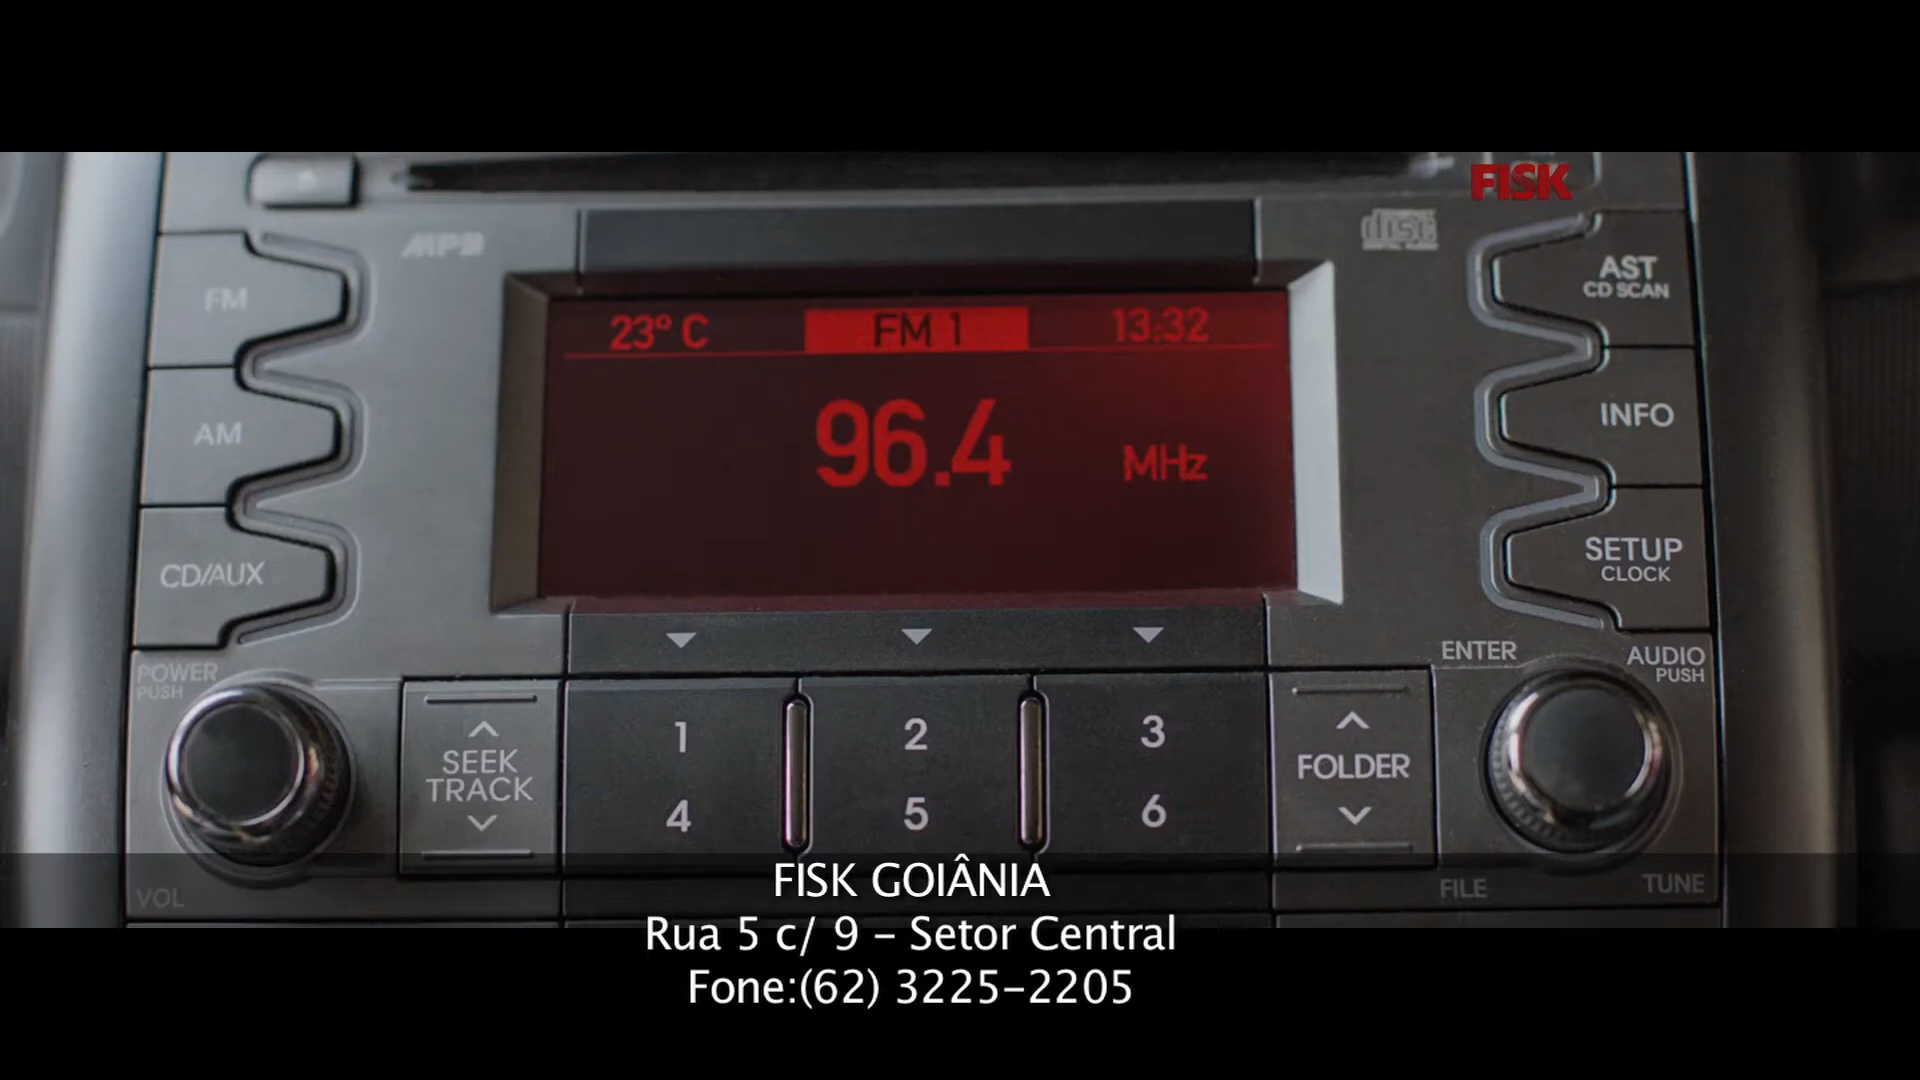 FISK
MP3
disc
FM
AM
CD/AUX
23° C
FM 1
13:32
96.4
MHz
AST
CD SCAN
INFO
SETUP
CLOCK
POWER
PUSH
VOL
SEEK
TRACK
1
2
3
4
5
6
FOLDER
ENTER
AUDIO
PUSH
FILE
TUNE
FISK GOIÂNIA
Rua 5 c/ 9 - Setor Central
Fone:(62) 3225-2205